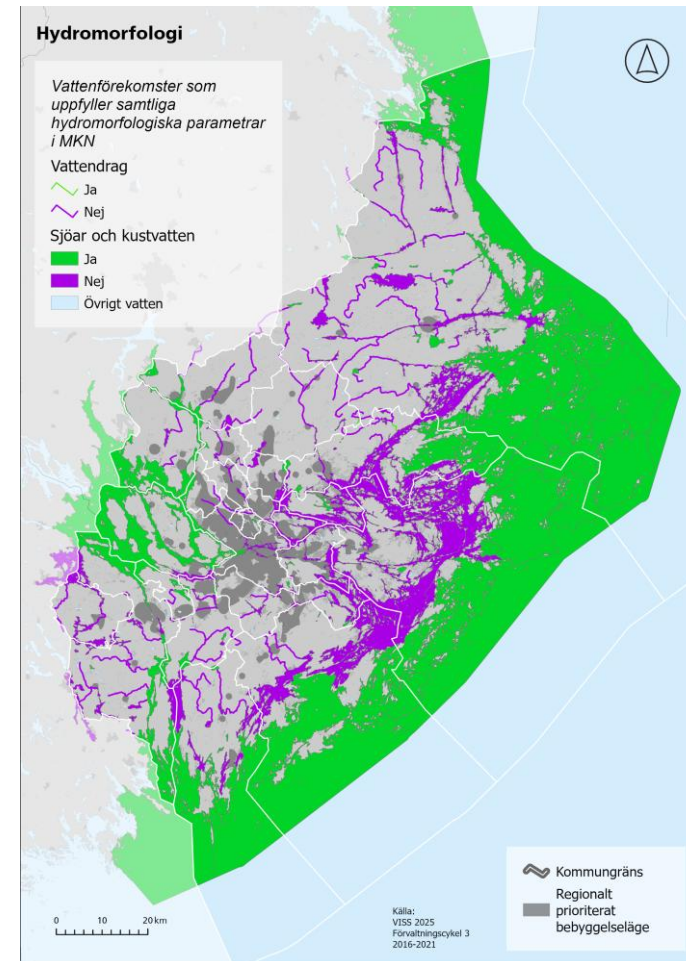 Hydromorfologi
Vattenförekomster som
uppfyller samtliga
hydromorfologiska parametrar
i MKN
Vattendrag
Ja
Nej
Sjöar och kustvatten
Ja
Nej
Övrigt vatten
Kommungräns
Regionalt
prioriterat
bebyggelseläge
0 10 20 km
Källa:
VISS 2025
Förvaltningscykel 3
2016-2021